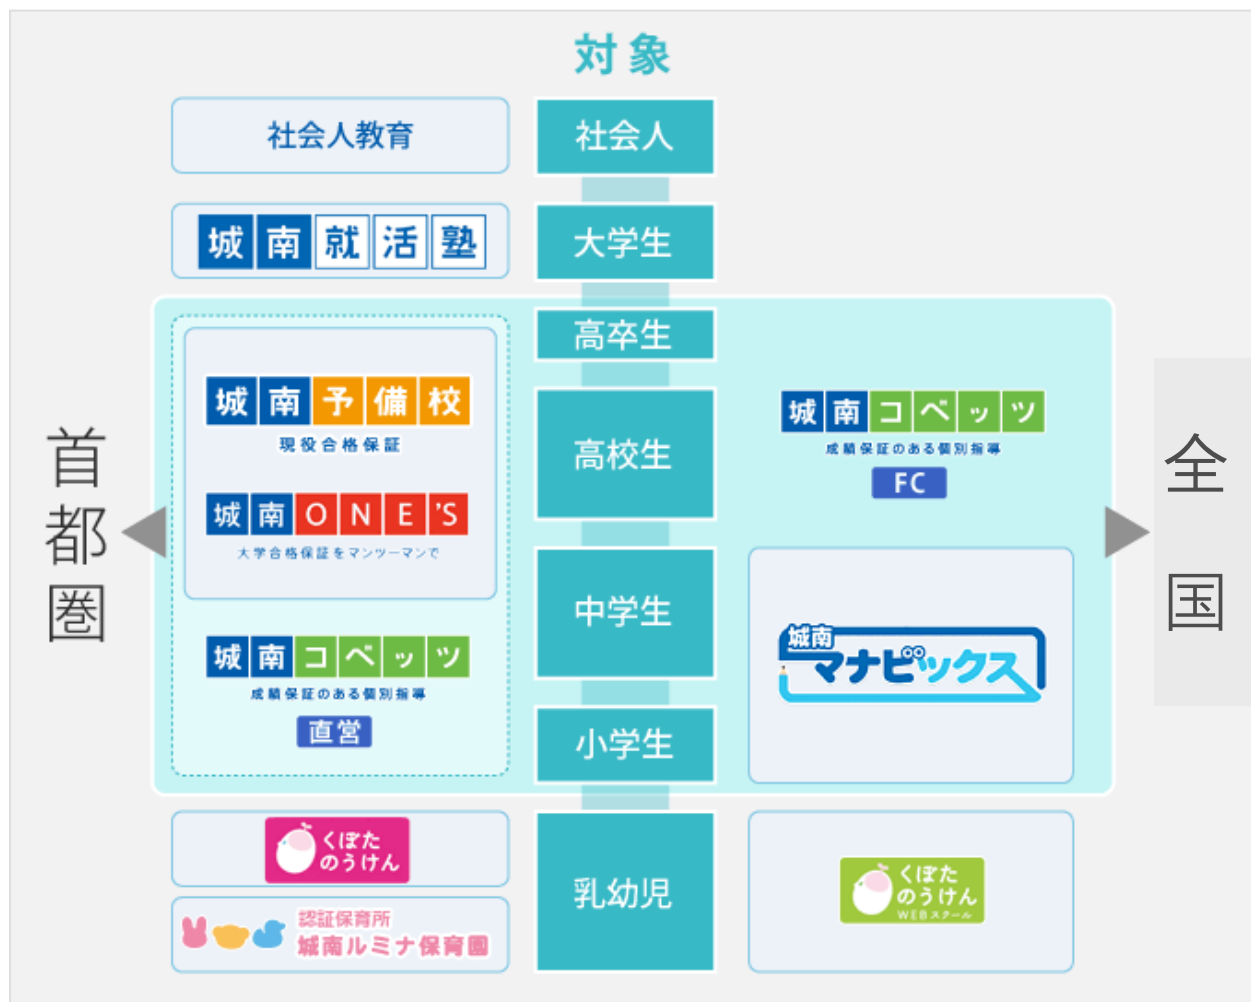 対象
社会人教育
社会人
城南就活塾
大学生
高卒生
首都圏
城南予備校
現役合格保証
城南ONE'S
大学合格保証をマンツーマンで
城南コベッツ
成績保証のある個別指導
直営
高校生
中学生
小学生
城南コベッツ
成績保証のある個別指導
FC
城南
マナビックス
全国
くぼた
のうけん
認証保育所
城南ルミナ保育園
乳幼児
くぼた
のうけん
WEBスクール